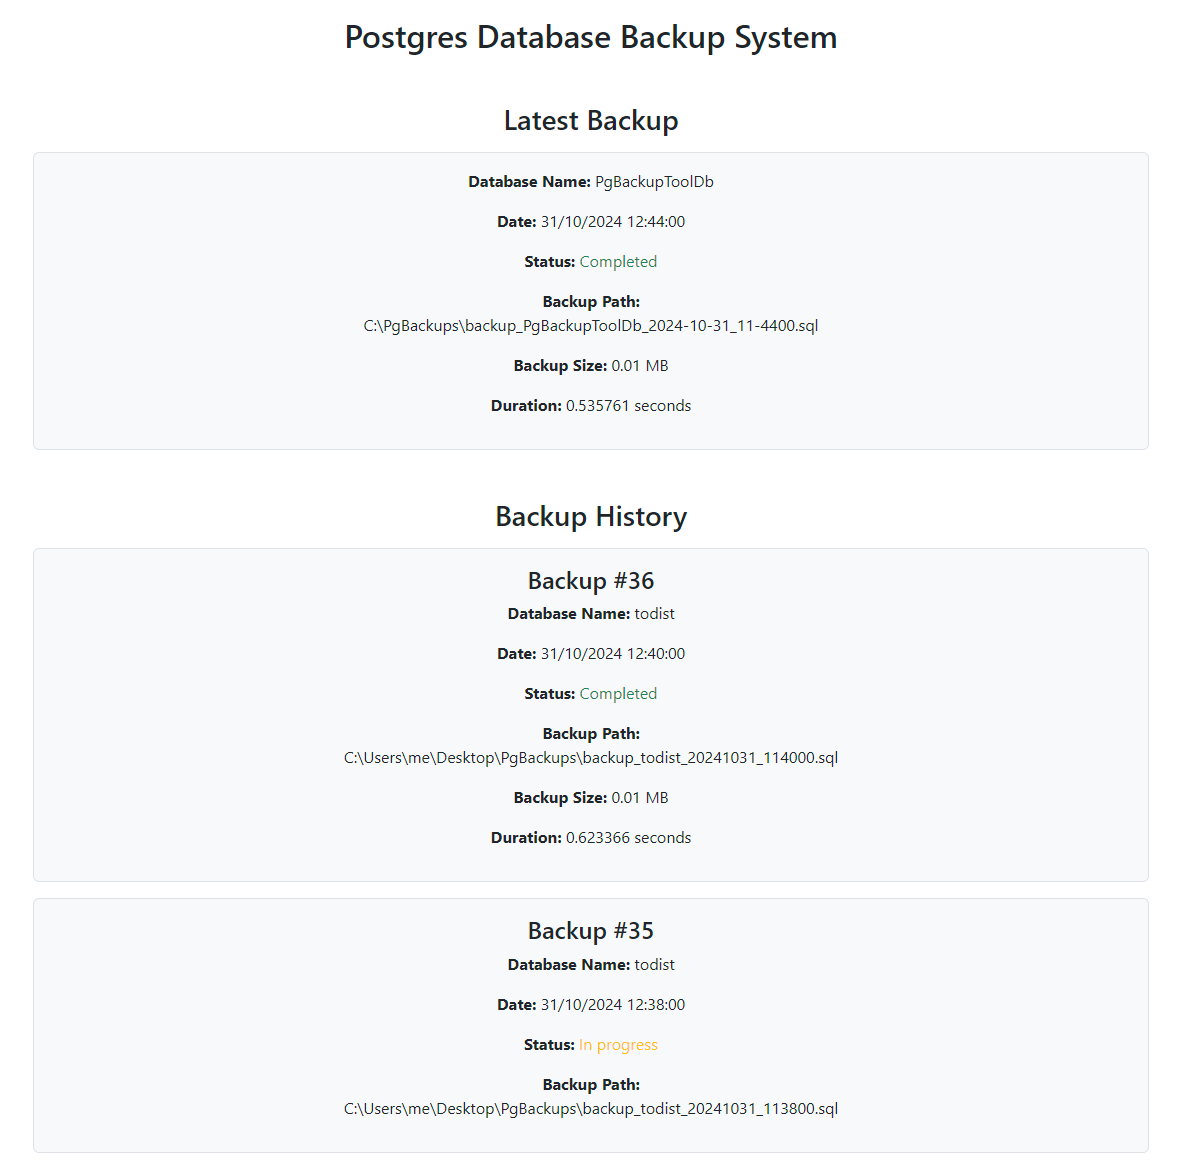 Postgres Database Backup System
Latest Backup
Database Name: PgBackupToolDb
Date: 31/10/2024 12:44:00
Status: Completed
Backup Path:
C:\PgBackups\backup_PgBackupToolDb_2024-10-31_11-4400.sql
Backup Size: 0.01 MB
Duration: 0.535761 seconds
Backup History
Backup #36
Database Name: todist
Date: 31/10/2024 12:40:00
Status: Completed
Backup Path:
C:\Users\me\Desktop\PgBackups\backup_todist_20241031_114000.sql
Backup Size: 0.01 MB
Duration: 0.623366 seconds
Backup #35
Database Name: todist
Date: 31/10/2024 12:38:00
Status: In progress
Backup Path:
C:\Users\me\Desktop\PgBackups\backup_todist_20241031_113800.sql